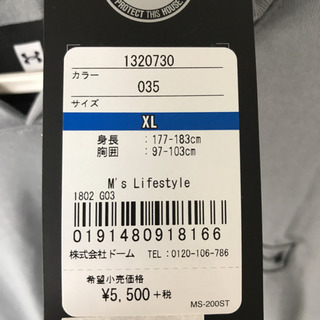 PROTECT THIS HOUSE
1320730
カラー
035
サイズ
XL
身長 :177-183cm
胸囲 :97-103cm
M's Lifestyle
1802 G03
0191480918166
株式会社ドーム TEL:0120-106-786
希望小売価格
¥5,500+税
MS-200ST